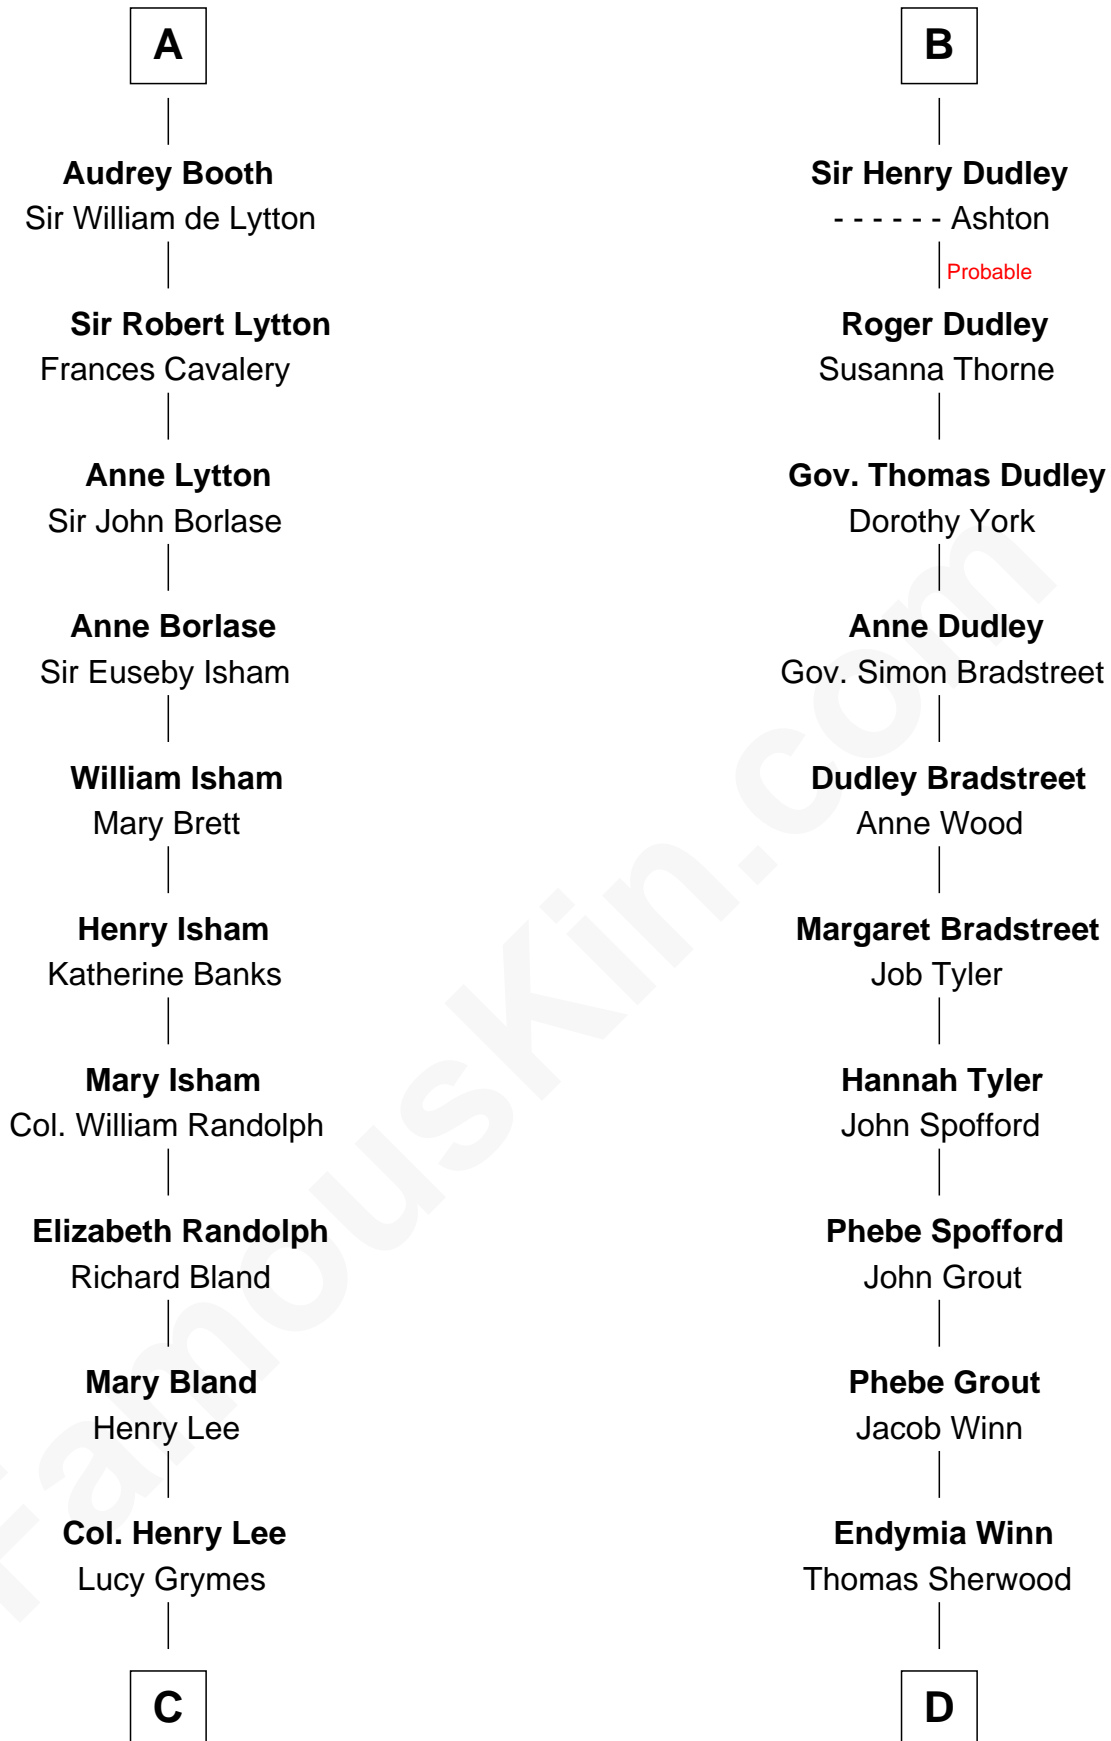 A
Audrey Booth
Sir William de Lytton
Sir Robert Lytton
Frances Cavalery
Anne Lytton
Sir John Borlase
Anne Borlase
Sir Euseby Isham
William Isham
Mary Brett
Henry Isham
Katherine Banks
Mary Isham
Col. William Randolph
Elizabeth Randolph
Richard Bland
Mary Bland
Henry Lee
Col. Henry Lee
Lucy Grymes
C
B
Sir Henry Dudley
- - - - - - Ashton
Probable
Roger Dudley
Susanna Thorne
Gov. Thomas Dudley
Dorothy York
Anne Dudley
Gov. Simon Bradstreet
Dudley Bradstreet
Anne Wood
Margaret Bradstreet
Job Tyler
Hannah Tyler
John Spofford
Phebe Spofford
John Grout
Phebe Grout
Jacob Winn
Endymia Winn
Thomas Sherwood
D
FamousKin.com